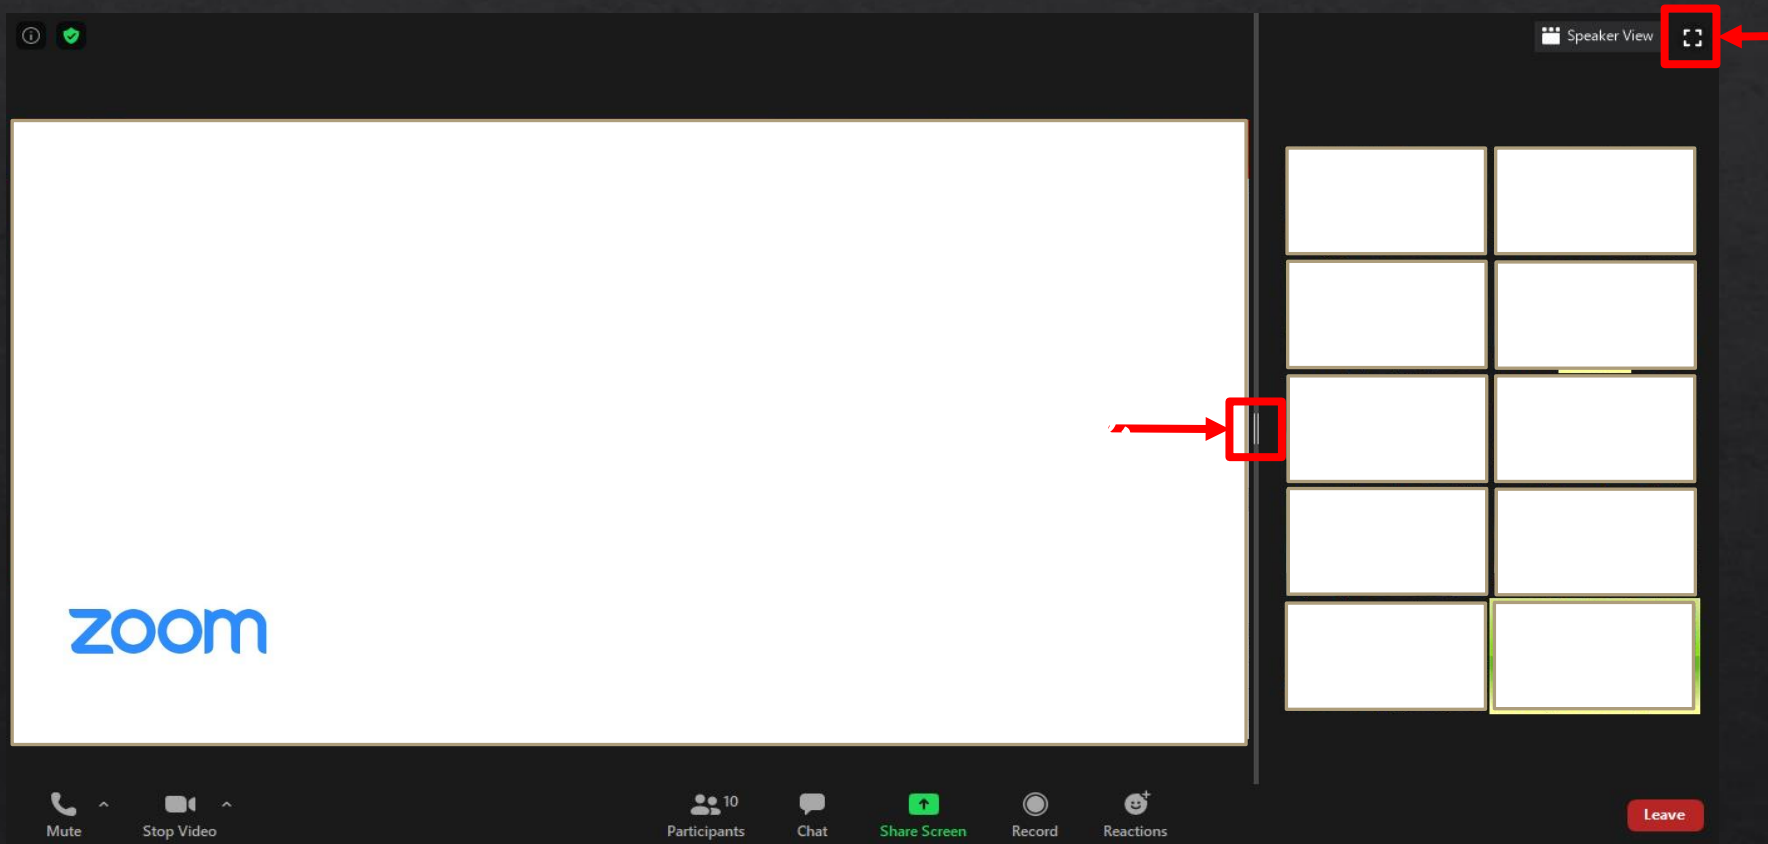 Speaker View
zoom
10
Mute
Stop Video
Participants
Chat
Share Screen
Record
Reactions
Leave